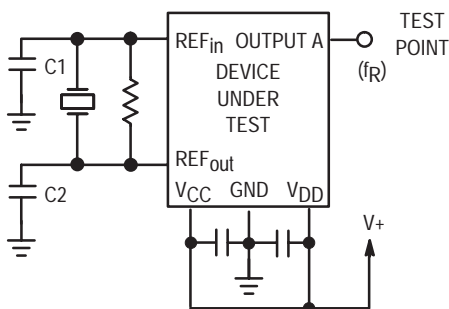 TEST
POINT
REFin OUTPUT A
(fR)
DEVICE
UNDER
TEST
C1
REFout
C2
VCC GND VDD
V+